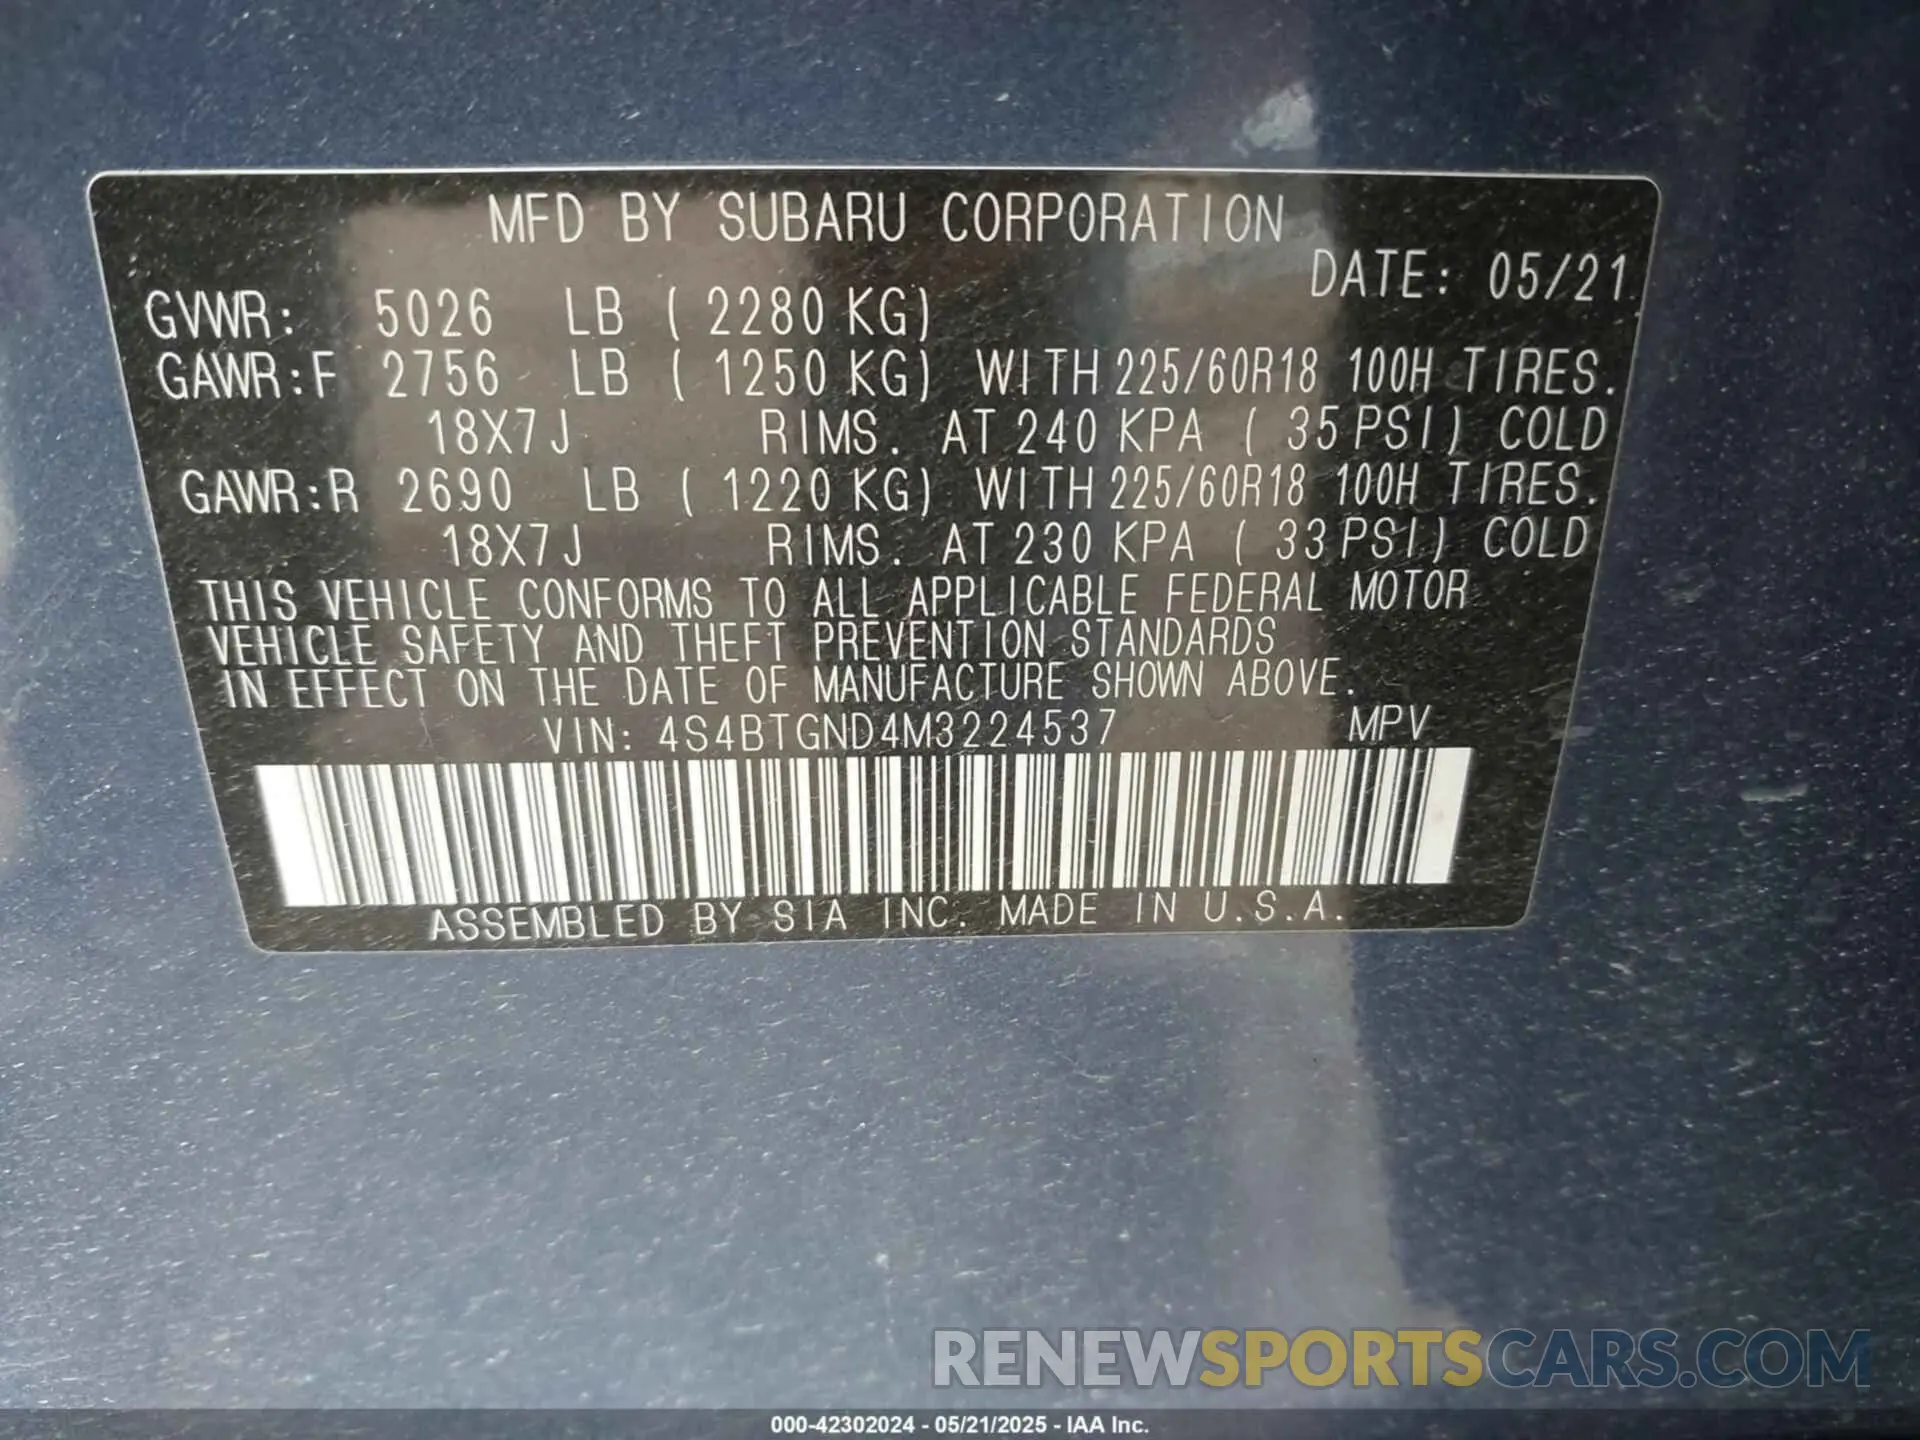 MFD BY SUBARU CORPORATION
DATE: 05/21
GVWR: 5026 LB ( 2280 KG)
GAWR:F 2756 LB ( 1250 KG) WITH 225/60R18 100H TIRES.
18X7J RIMS. AT 240 KPA ( 35 PSI) COLD
GAWR:R 2690 LB ( 1220 KG) WITH 225/60R18 100H TIRES.
18X7J RIMS. AT 230 KPA ( 33 PSI) COLD
THIS VEHICLE CONFORMS TO ALL APPLICABLE FEDERAL MOTOR
VEHICLE SAFETY AND THEFT PREVENTION STANDARDS
IN EFFECT ON THE DATE OF MANUFACTURE SHOWN ABOVE.
VIN: 4S4BTGND4M3224537 MPV
ASSEMBLED BY SIA INC. MADE IN U.S.A.
RENEWSPORTSCARS.COM
000-42302024 - 05/21/2025 - IAA Inc.